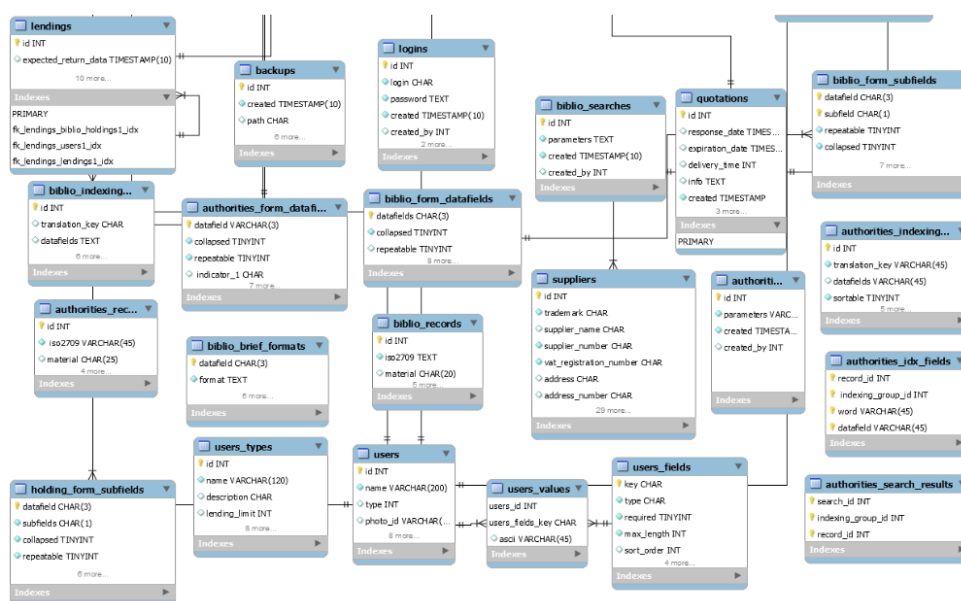 lendings
id INT
expected_return_data TIMESTAMP(10)
10 more...
Indexes
PRIMARY
fk_lendings_biblio_holdings1_idx
fk_lendings_users1_idx
fk_lendings_lendings1_idx
backups
id INT
created TIMESTAMP(10)
path CHAR
6 more...
Indexes
logins
id INT
login CHAR
password TEXT
created TIMESTAMP(10)
created_by INT
2 more...
Indexes
biblio_searches
id INT
parameters TEXT
created TIMESTAMP(10)
created_by INT
Indexes
quotations
id INT
response_date TIMES...
expiration_date TIMES...
delivery_time INT
info TEXT
created TIMESTAMP
3 more...
Indexes
PRIMARY
biblio_form_subfields
datafield CHAR(3)
subfield CHAR(1)
repeatable TINYINT
collapsed TINYINT
7 more...
Indexes
biblio_indexing...
id INT
translation_key CHAR
datafields TEXT
6 more...
Indexes
authorities_form_datafi...
datafield VARCHAR(3)
collapsed TINYINT
repeatable TINYINT
indicator_1 CHAR
7 more...
Indexes
biblio_form_datafields
datafields CHAR(3)
collapsed TINYINT
repeatable TINYINT
8 more...
Indexes
authorities_indexing...
id INT
translation_key VARCHAR(45)
datafields VARCHAR(45)
sortable TINYINT
5 more...
Indexes
authorities_rec...
id INT
iso2709 VARCHAR(45)
material CHAR(25)
4 more...
Indexes
biblio_brief_formats
datafield CHAR(3)
format TEXT
6 more...
Indexes
biblio_records
id INT
iso2709 TEXT
material CHAR(20)
5 more...
Indexes
suppliers
id INT
trademark CHAR
supplier_name CHAR
supplier_number CHAR
vat_registration_number CHAR
address CHAR
address_number CHAR
29 more...
Indexes
authoriti...
id INT
parameters VARC...
created TIMESTA...
created_by INT
Indexes
authorities_idx_fields
record_id INT
indexing_group_id INT
word VARCHAR(45)
datafield VARCHAR(45)
Indexes
holding_form_subfields
datafield CHAR(3)
subfields CHAR(1)
collapsed TINYINT
repeatable TINYINT
6 more...
Indexes
users_types
id INT
name VARCHAR(120)
description CHAR
lending_limit INT
8 more...
Indexes
users
id INT
name VARCHAR(200)
type INT
photo_id VARCHAR(...
8 more...
Indexes
users_values
users_id INT
users_fields_key CHAR
ascii VARCHAR(45)
Indexes
users_fields
key CHAR
type CHAR
required TINYINT
max_length INT
sort_order INT
4 more...
Indexes
authorities_search_results
search_id INT
indexing_group_id INT
record_id INT
Indexes